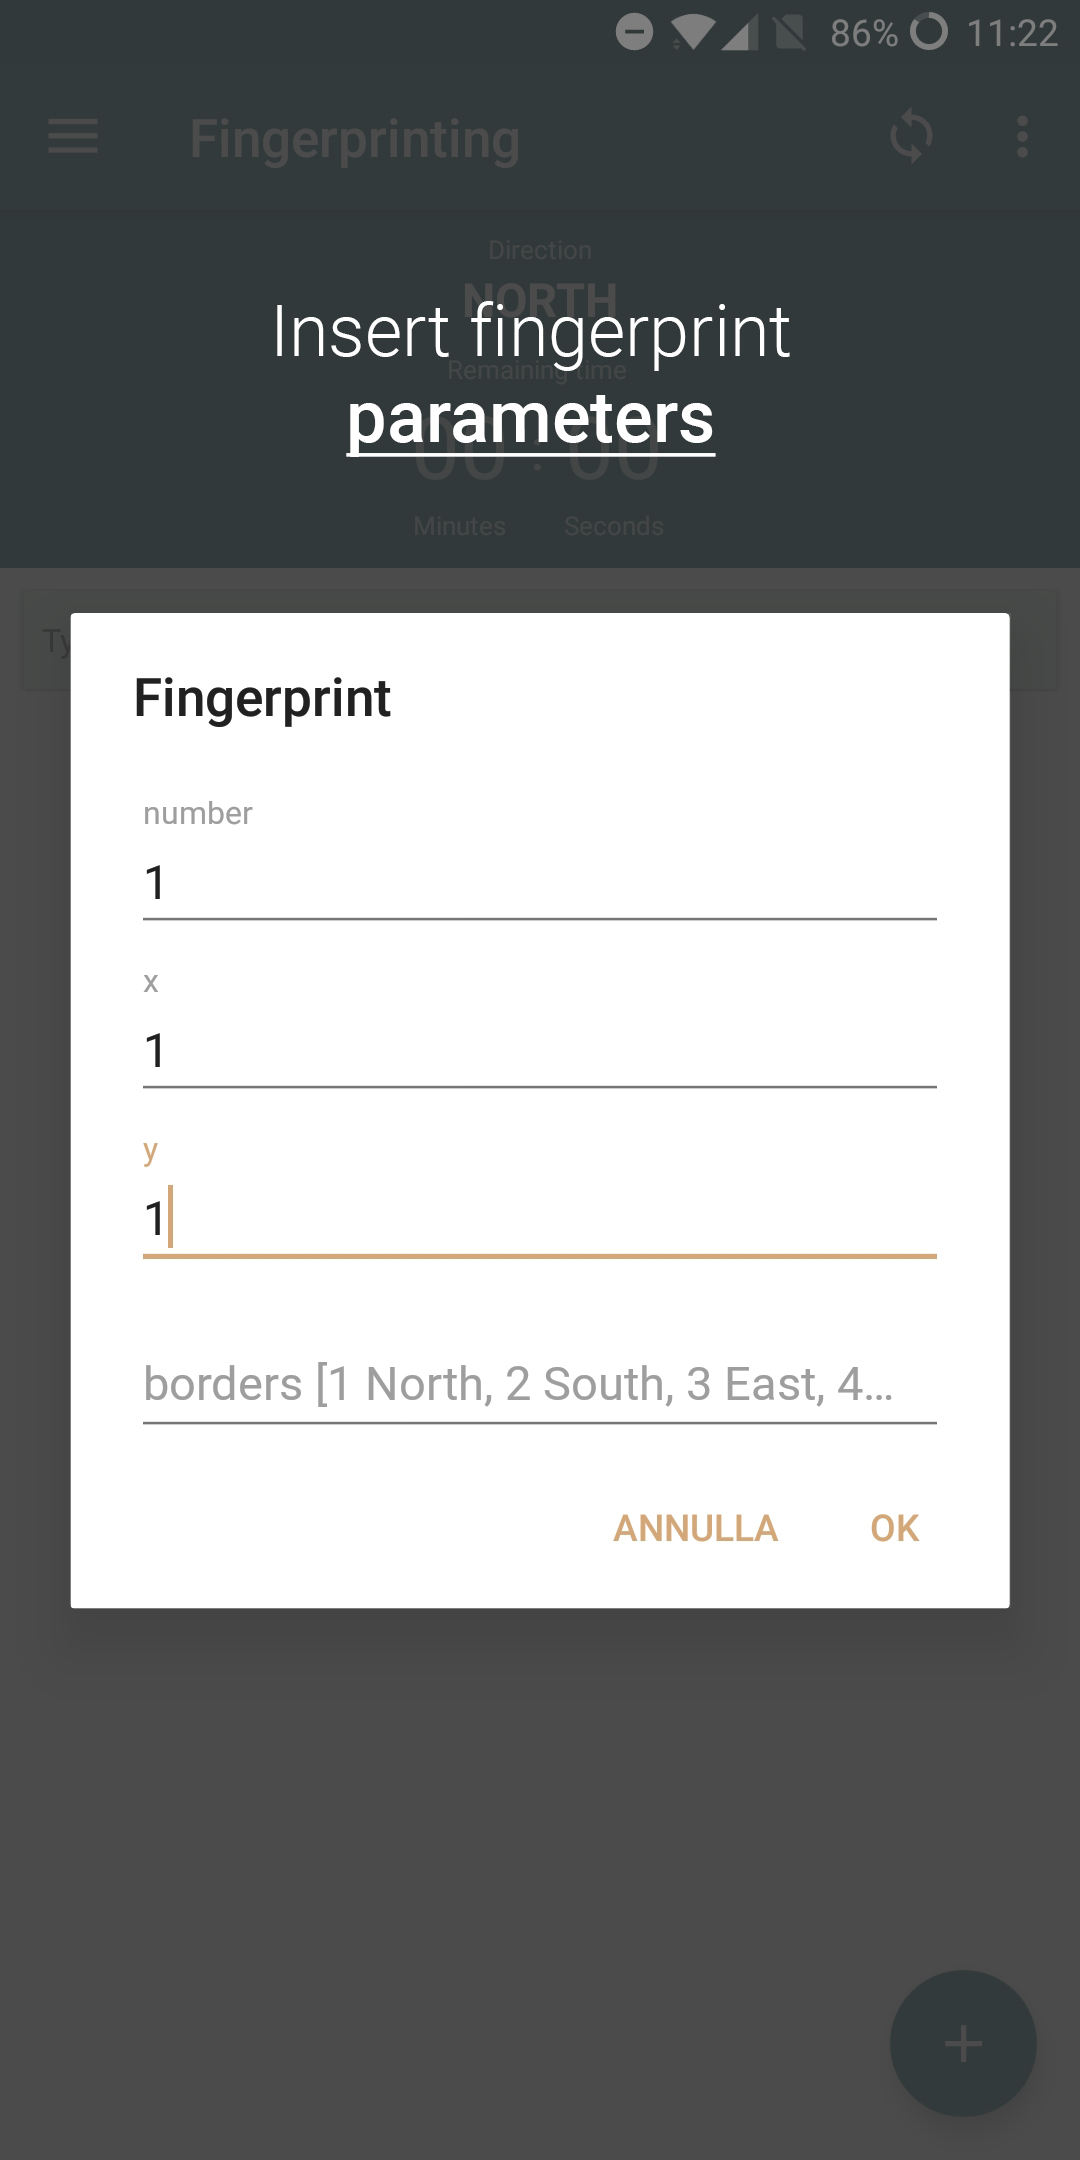 86% 11:22
Fingerprinting
Direction
NORTH
Insert fingerprint
Remaining time
parameters
00 : 00
Minutes Seconds
Ty
Fingerprint
number
1
x
1
y
1
borders [1 North, 2 South, 3 East, 4...
ANNULLA OK